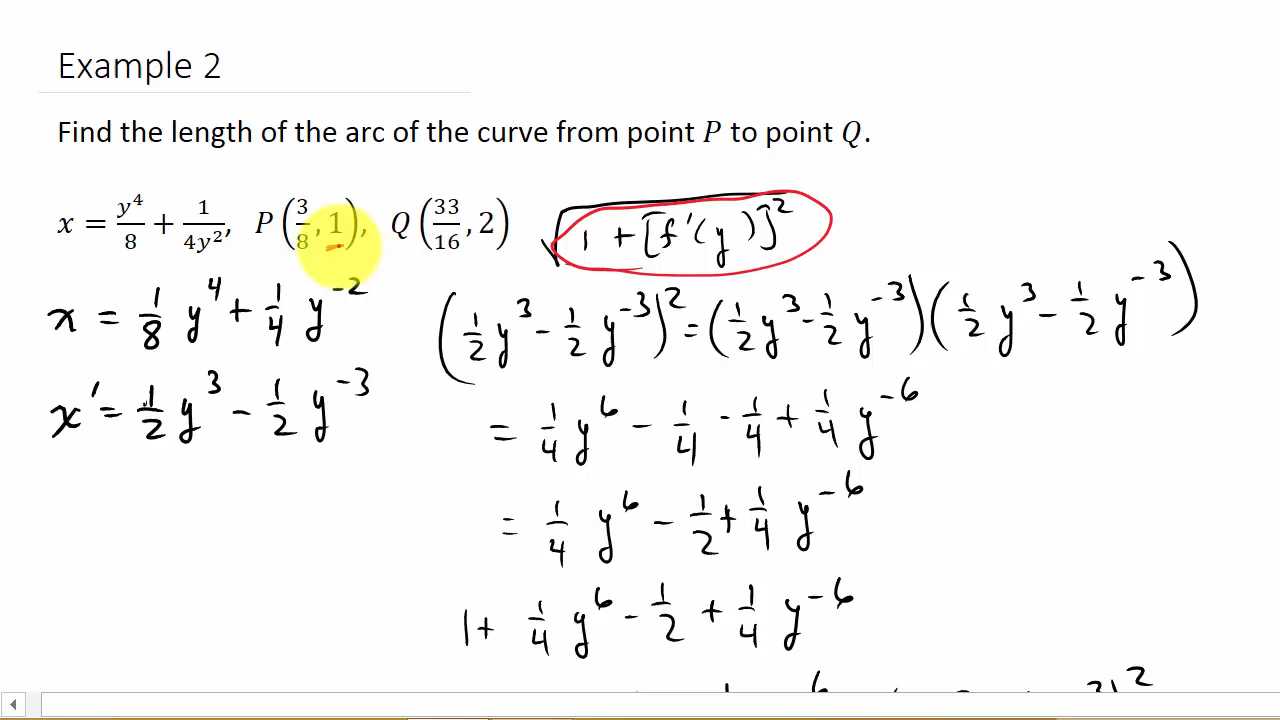 Example 2
Find the length of the arc of the curve from point P to point Q.
x = y⁴/8 + 1/(4y²), P(3/8, 1), Q(33/16, 2) √(1 + [f'(y)]²)
x = 1/8 y⁴ + 1/4 y⁻²
(1/2 y³ - 1/2 y⁻³)² = (1/2 y³ - 1/2 y⁻³)(1/2 y³ - 1/2 y⁻³)
x' = 1/2 y³ - 1/2 y⁻³
= 1/4 y⁶ - 1/4 - 1/4 + 1/4 y⁻⁶
= 1/4 y⁶ - 1/2 + 1/4 y⁻⁶
1 + 1/4 y⁶ - 1/2 + 1/4 y⁻⁶